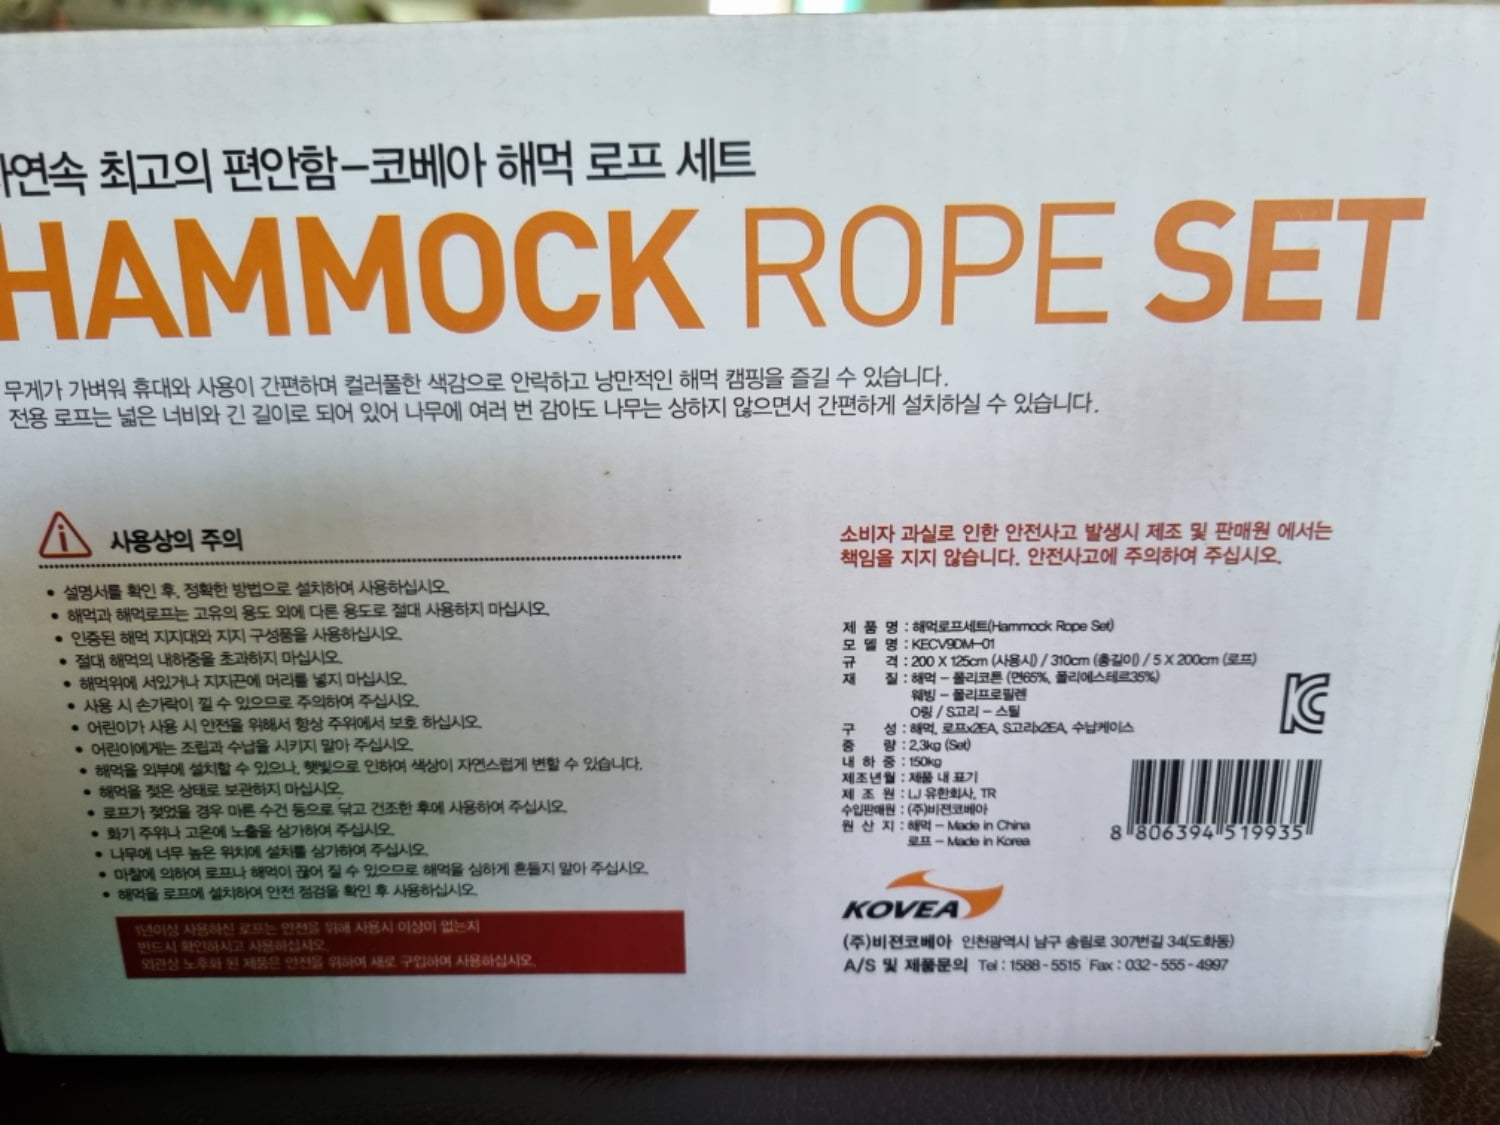 자연속 최고의 편안함-코베아 해먹 로프 세트
HAMMOCK ROPE SET
무게가 가벼워 휴대와 사용이 간편하며 컬러풀한 색감으로 안락하고 낭만적인 해먹 캠핑을 즐길 수 있습니다.
전용 로프는 넓은 너비와 긴 길이로 되어 있어 나무에 여러 번 감아도 나무는 상하지 않으면서 간편하게 설치하실 수 있습니다.
사용상의 주의
• 설명서를 확인 후, 정확한 방법으로 설치하여 사용하십시오.
• 해먹과 해먹로프는 고유의 용도 외에 다른 용도로 절대 사용하지 마십시오.
• 인증된 해먹 지지대와 지지 구성품을 사용하십시오.
• 절대 해먹의 내하중을 초과하지 마십시오.
• 해먹위에 서있거나 지지끈에 머리를 넣지 마십시오.
• 사용 시 손가락이 낄 수 있으므로 주의하여 주십시오.
• 어린이가 사용 시 안전을 위해서 항상 주위에서 보호 하십시오.
• 어린이에게는 조립과 수납을 시키지 말아 주십시오.
• 해먹을 외부에 설치할 수 있으나, 햇빛으로 인하여 색상이 자연스럽게 변할 수 있습니다.
• 해먹을 젖은 상태로 보관하지 마십시오.
• 로프가 젖었을 경우 마른 수건 등으로 닦고 건조한 후에 사용하여 주십시오.
• 화기 주위나 고온에 노출을 삼가하여 주십시오.
• 나무에 너무 높은 위치에 설치를 삼가하여 주십시오.
• 마찰에 의하여 로프나 해먹이 끊어 질 수 있으므로 해먹을 심하게 흔들지 말아 주십시오.
• 해먹을 로프에 설치하여 안전 점검을 확인 후 사용하십시오.
1년이상 사용하신 로프는 안전을 위해 사용시 이상이 없는지
반드시 확인하시고 사용하십시오.
외관상 노후화 된 제품은 안전을 위하여 새로 구입하여 사용하십시오.
소비자 과실로 인한 안전사고 발생시 제조 및 판매원 에서는
책임을 지지 않습니다. 안전사고에 주의하여 주십시오.
제 품 명 : 해먹로프세트(Hammock Rope Set)
모 델 명 : KECV9DM-01
규 격 : 200 X 125cm (사용시) / 310cm (총길이) / 5 X 200cm (로프)
재 질 : 해먹 - 폴리코튼 (면65%, 폴리에스테르35%)
웨빙 - 폴리프로필렌
O링 / S고리 - 스틸
구 성 : 해먹, 로프x2EA, S고리x2EA, 수납케이스
중 량 : 2.3kg (Set)
내 하 중 : 150kg
제조년월 : 제품 내 표기
제 조 원 : LJ 유한회사, TR
수입판매원 : (주)비젼코베아
원 산 지 : 해먹 - Made in China
로프 - Made in Korea
8 806394 519935
KOVEA
(주)비젼코베아 인천광역시 남구 송림로 307번길 34(도화동)
A/S 및 제품문의 Tel : 1588-5515 Fax : 032-555-4997